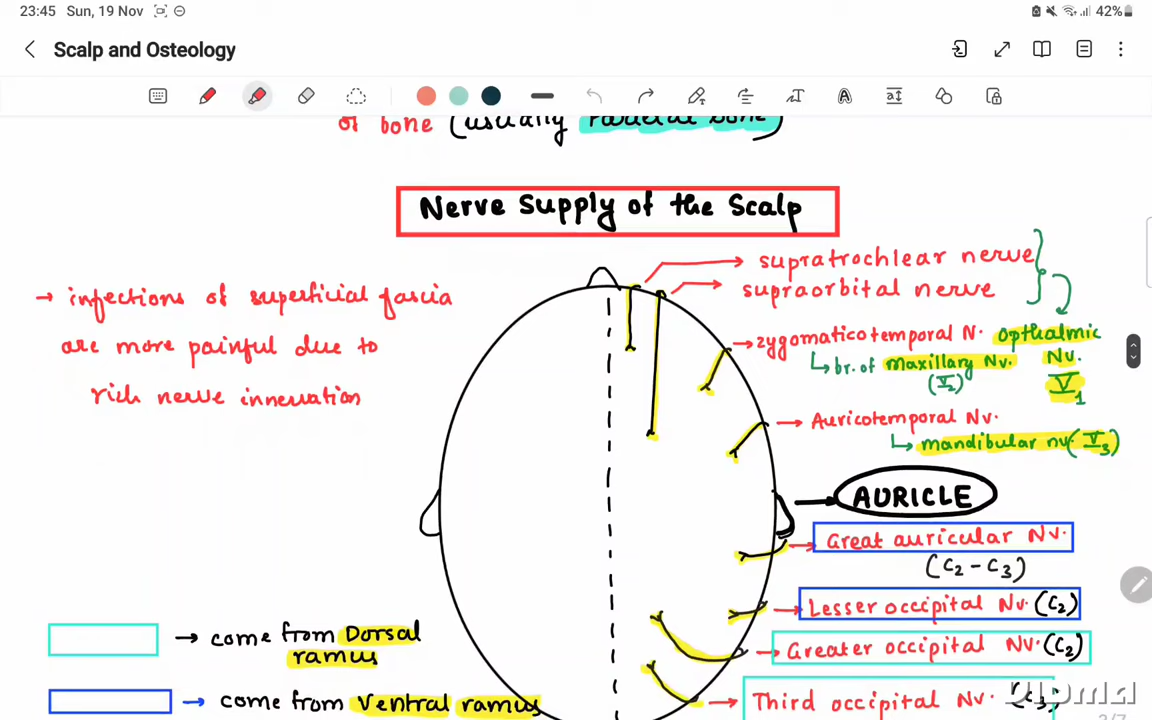 23:45 Sun, 19 Nov 42%
Scalp and Osteology
of bone (usually Parietal bone)
Nerve Supply of the Scalp
→ infections of superficial fascia
are more painful due to
rich nerve innervation
supratrochlear nerve
supraorbital nerve
zygomaticotemporal N.
br. of maxillary Nv.
(V2)
opthalmic
Nv.
V1
Auricotemporal Nv.
mandibular nv. (V3)
AURICLE
Great auricular Nv.
(C2-C3)
Lesser occipital Nv. (C2)
Greater occipital Nv. (C2)
Third occipital Nv. (C3)
→ come from Dorsal
ramus
→ come from Ventral ramus
2/7